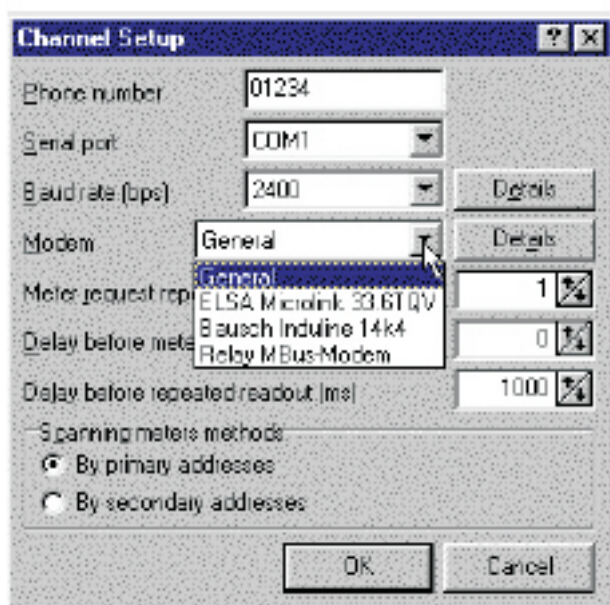 Channel Setup
Phone number 01234
Serial port COM1
Baud rate (bps) 2400 Details
Modem General Details
General
ELSA Microlink 33.6TQV
Bausch Induline 14k4
Relay MBus-Modem
Meter request 1
Delay before 0
Delay before repeated readout (ms) 1000
Scanning meters methods
By primary addresses
By secondary addresses
OK Cancel